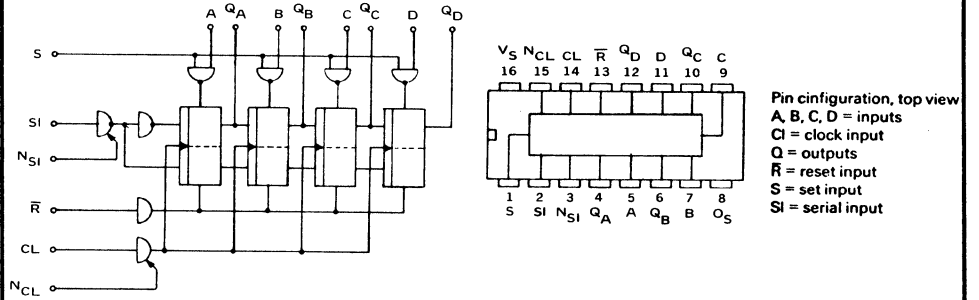 A Q_A B Q_B C Q_C D Q_D
S
SI
N_SI
R̅
CL
N_CL
V_S N_CL CL R̅ Q_D D Q_C C
16 15 14 13 12 11 10 9
1 2 3 4 5 6 7 8
S SI N_SI Q_A A Q_B B O_S
Pin cinfiguration, top view
A, B, C, D = inputs
Cl = clock input
Q = outputs
R̅ = reset input
S = set input
SI = serial input